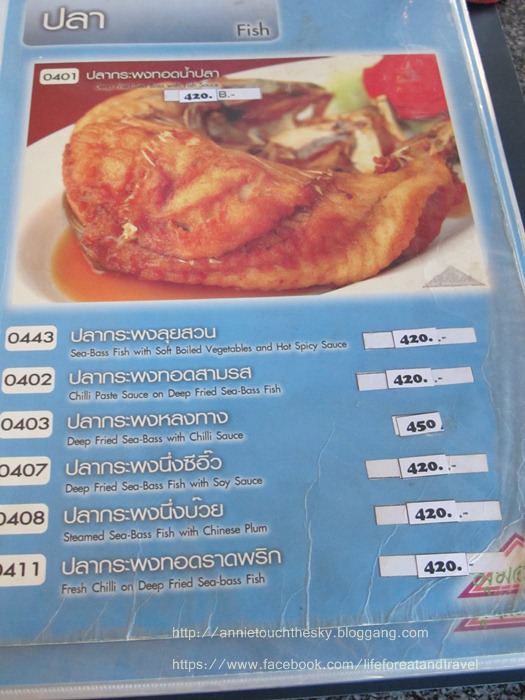 ปลา
Fish
0401 ปลากระพงทอดน้ำปลา
420. B.-
0443 ปลากระพงลุยสวน 420. .-
Sea-Bass Fish with Soft Boiled Vegetables and Hot Spicy Sauce
0402 ปลากระพงทอดสามรส 420. .-
Chilli Paste Sauce on Deep Fried Sea-Bass Fish
0403 ปลากระพงหลงทาง 450
Deep Fried Sea-Bass with Chilli Sauce
0407 ปลากระพงนึ่งซีอิ๊ว 420. .-
Deep Fried Sea-Bass Fish with Soy Sauce
0408 ปลากระพงนึ่งบ๊วย 420. .-
Steamed Sea-Bass Fish with Chinese Plum
0411 ปลากระพงทอดราดพริก 420. .-
Fresh Chilli on Deep Fried Sea-bass Fish
http://annietouchthesky.bloggang.com
https://www.facebook.com/lifeforeatandtravel